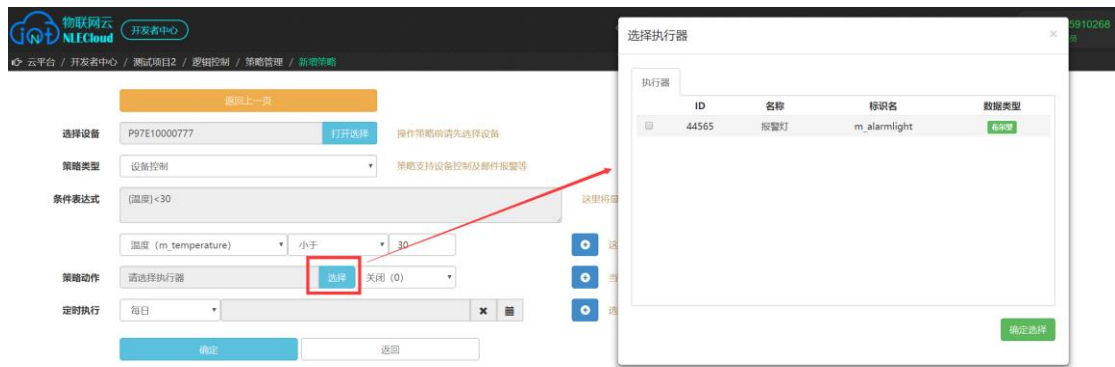 物联网云
NLECloud
开发者中心
5910268
云平台 / 开发者中心 / 测试项目2 / 逻辑控制 / 策略管理 / 新增策略
返回上一页
选择设备 P97E10000777 打开选择 操作策略前请先选择设备
策略类型 设备控制 策略支持设备控制及邮件报警等
条件表达式 {温度}<30 这里将
温度 (m_temperature) 小于 30 这
策略动作 请选择执行器 选择 关闭 (0) 当
定时执行 每日
确定 返回
选择执行器 ×
执行器
ID 名称 标识名 数据类型
44565 报警灯 m_alarmlight 布尔型
确定选择